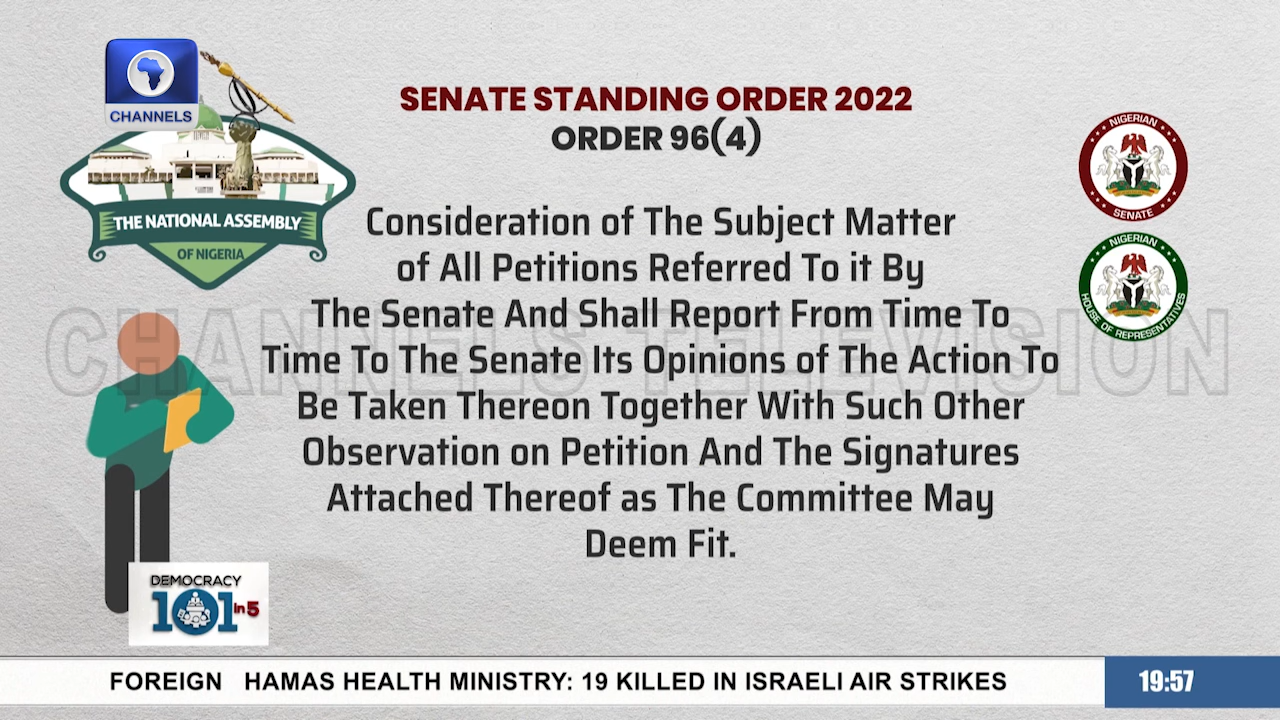 CHANNELS
THE NATIONAL ASSEMBLY
OF NIGERIA
SENATE STANDING ORDER 2022
ORDER 96(4)
NIGERIAN
SENATE
NIGERIAN
HOUSE OF REPRESENTATIVES
CHANNELS TELEVISION
Consideration of The Subject Matter
of All Petitions Referred To it By
The Senate And Shall Report From Time To
Time To The Senate Its Opinions of The Action To
Be Taken Thereon Together With Such Other
Observation on Petition And The Signatures
Attached Thereof as The Committee May
Deem Fit.
DEMOCRACY
101 in 5
FOREIGN HAMAS HEALTH MINISTRY: 19 KILLED IN ISRAELI AIR STRIKES
19:57